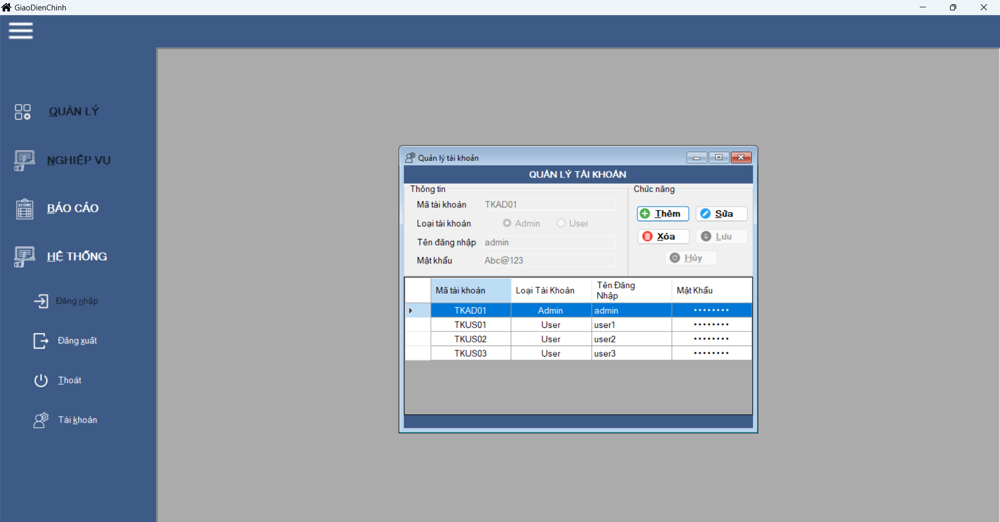 GiaoDienChinh
QUẢN LÝ
NGHIỆP VỤ
SCORE
BÁO CÁO
HỆ THỐNG
Đăng nhập
Đăng xuất
Thoát
Tài khoản
Quản lý tài khoản
QUẢN LÝ TÀI KHOẢN
Thông tin
Mã tài khoản TKAD01
Loại tài khoản Admin User
Tên đăng nhập admin
Mật khẩu Abc@123
Chức năng
Thêm Sửa
Xóa Lưu
Hủy
Mã tài khoản Loại Tài Khoản Tên Đăng Nhập Mật Khẩu
TKAD01 Admin admin ••••••••
TKUS01 User user1 ••••••••
TKUS02 User user2 ••••••••
TKUS03 User user3 ••••••••